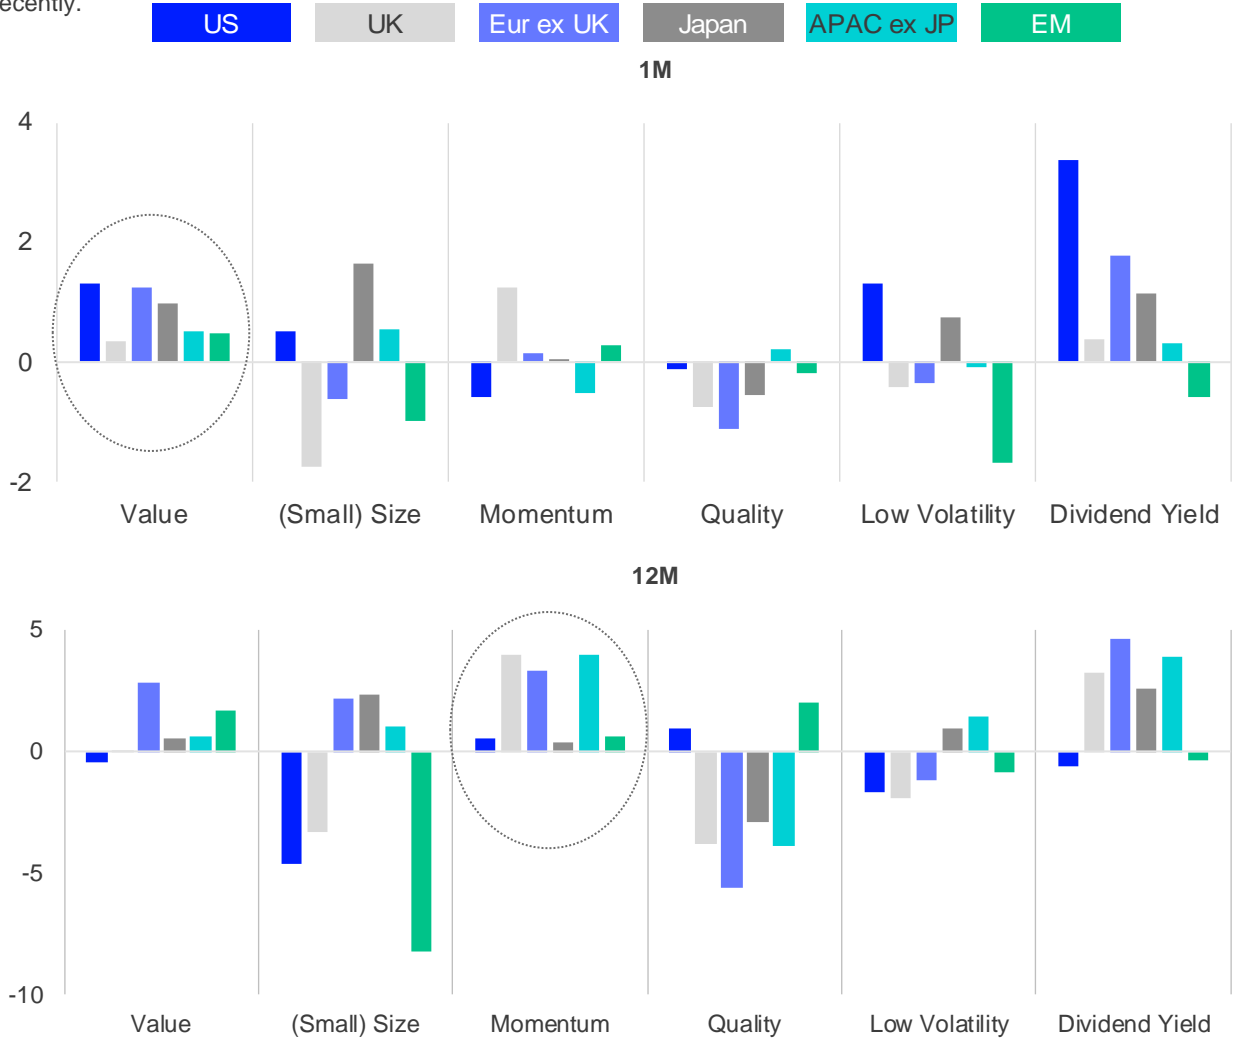 ecently.
US UK Eur ex UK Japan APAC ex JP EM
1M
4
2
0
-2
Value (Small) Size Momentum Quality Low Volatility Dividend Yield
12M
5
0
-5
-10
Value (Small) Size Momentum Quality Low Volatility Dividend Yield